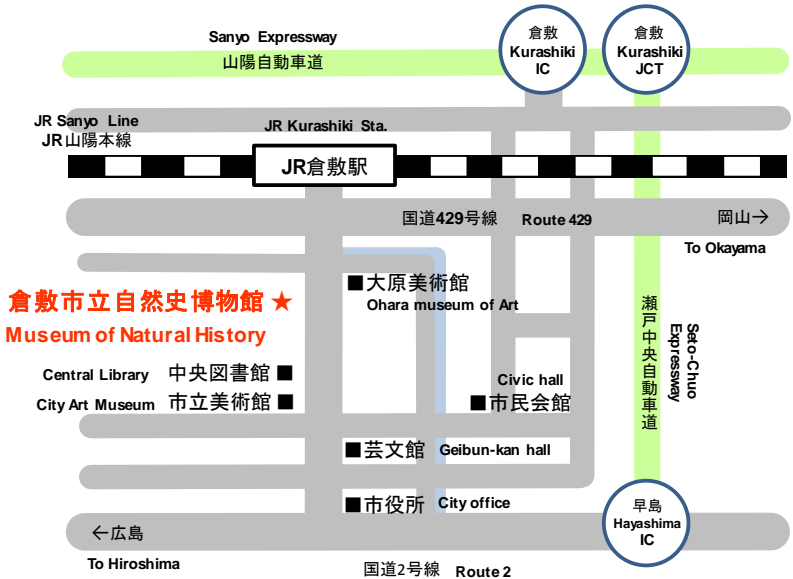 Sanyo Expressway
山陽自動車道
倉敷
Kurashiki
IC
倉敷
Kurashiki
JCT
JR Sanyo Line
JR山陽本線
JR Kurashiki Sta.
JR倉敷駅
国道429号線 Route 429
岡山→
To Okayama
■大原美術館
Ohara museum of Art
倉敷市立自然史博物館 ★
Museum of Natural History
瀬戸中央自動車道
Seto-Chuo
Expressway
Central Library 中央図書館 ■
City Art Museum 市立美術館 ■
Civic hall
■市民会館
■芸文館 Geibun-kan hall
■市役所 City office
早島
Hayashima
IC
←広島
To Hiroshima
国道2号線 Route 2